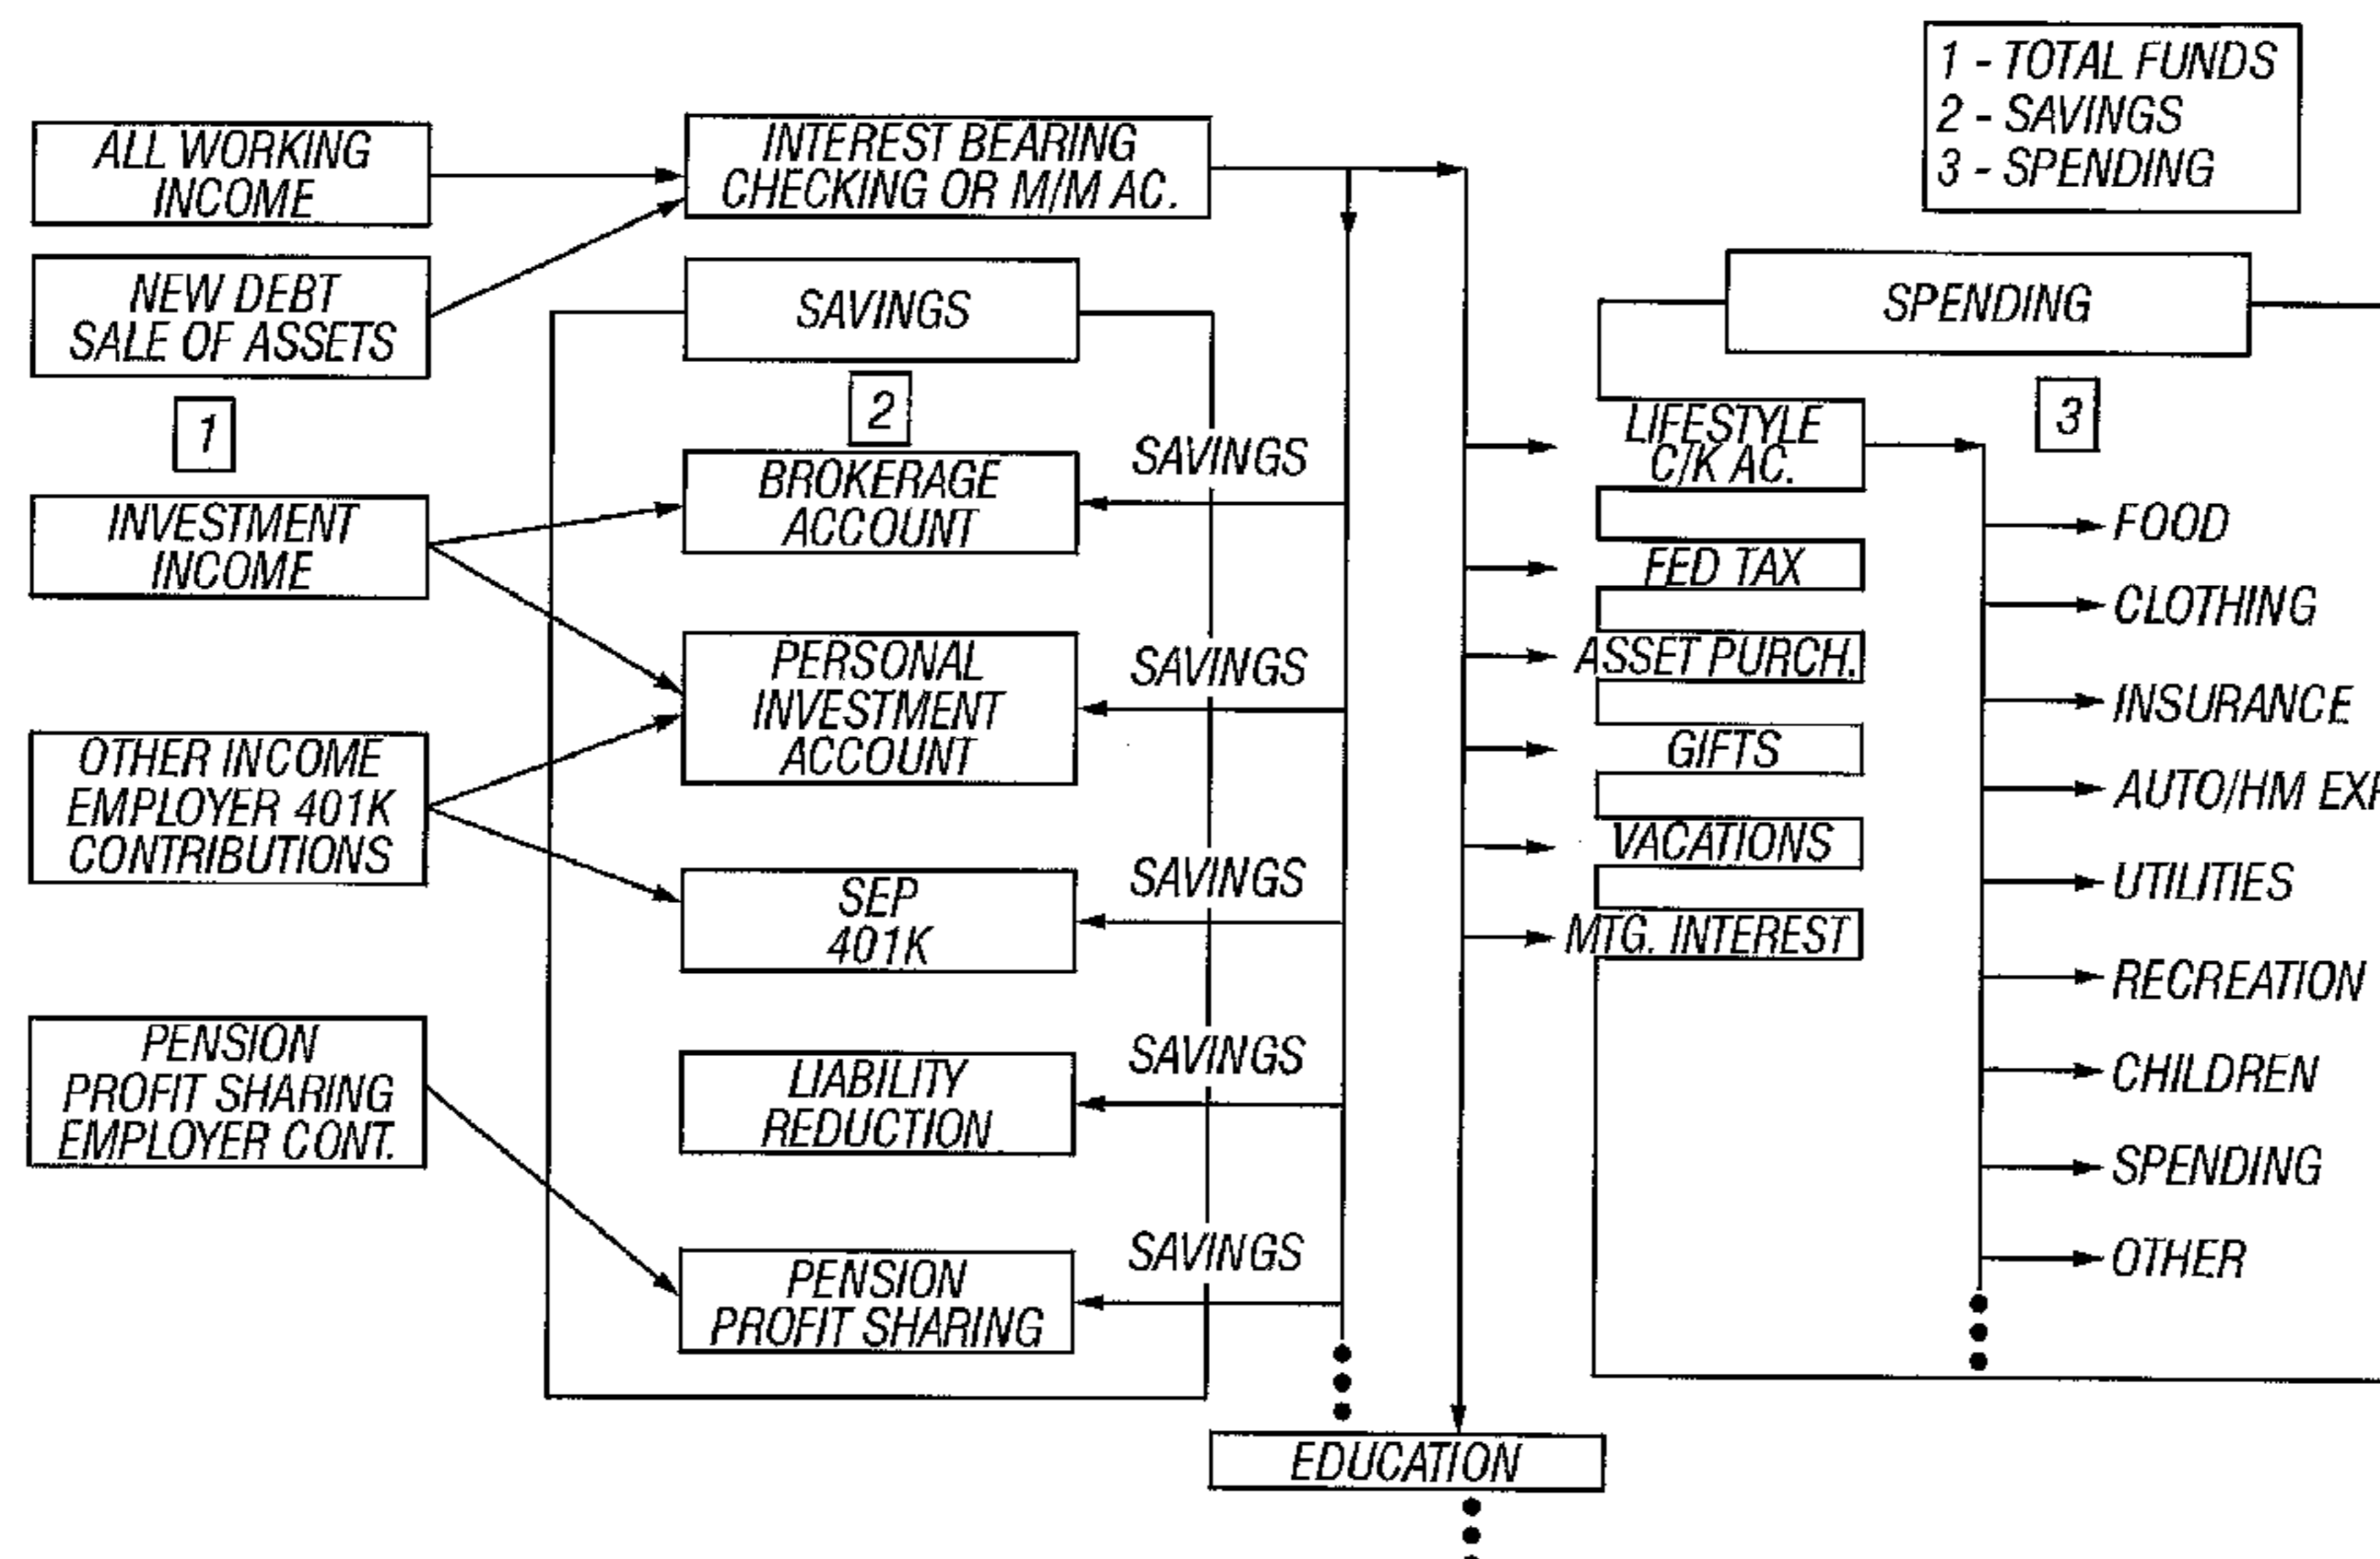 1 - TOTAL FUNDS
2 - SAVINGS
3 - SPENDING
ALL WORKING
INCOME
NEW DEBT
SALE OF ASSETS
1
INVESTMENT
INCOME
OTHER INCOME
EMPLOYER 401K
CONTRIBUTIONS
PENSION
PROFIT SHARING
EMPLOYER CONT.
INTEREST BEARING
CHECKING OR M/M AC.
SAVINGS
2
BROKERAGE
ACCOUNT
PERSONAL
INVESTMENT
ACCOUNT
SEP
401K
LIABILITY
REDUCTION
PENSION
PROFIT SHARING
SAVINGS
SAVINGS
SAVINGS
SAVINGS
SAVINGS
EDUCATION
SPENDING
3
LIFESTYLE
C/K AC.
FED TAX
ASSET PURCH.
GIFTS
VACATIONS
MTG. INTEREST
FOOD
CLOTHING
INSURANCE
AUTO/HM
UTILITIES
RECREATION
CHILDREN
SPENDING
OTHER